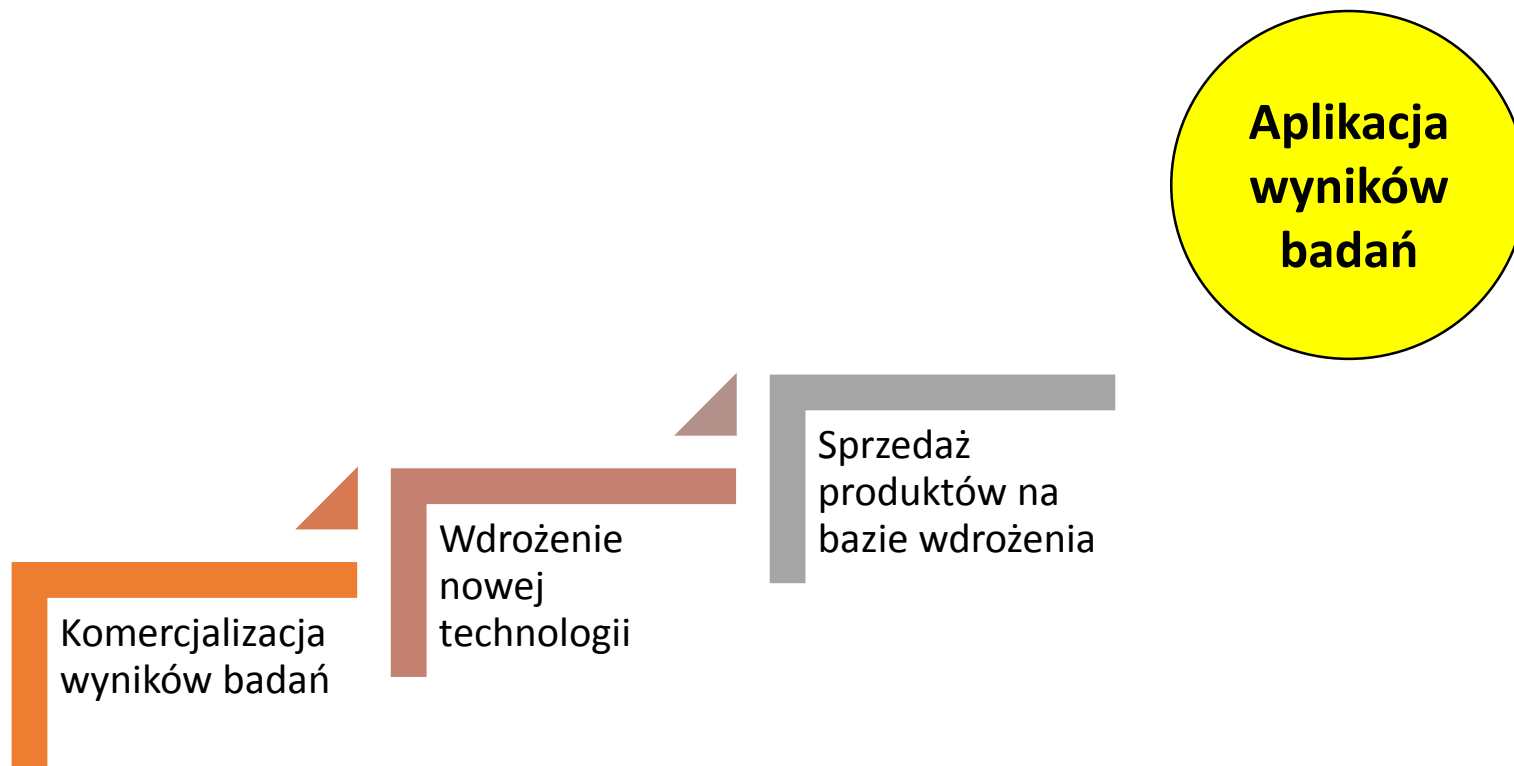 Aplikacja
wyników
badań
Sprzedaż
produktów na
bazie wdrożenia
Wdrożenie
nowej
technologii
Komercjalizacja
wyników badań